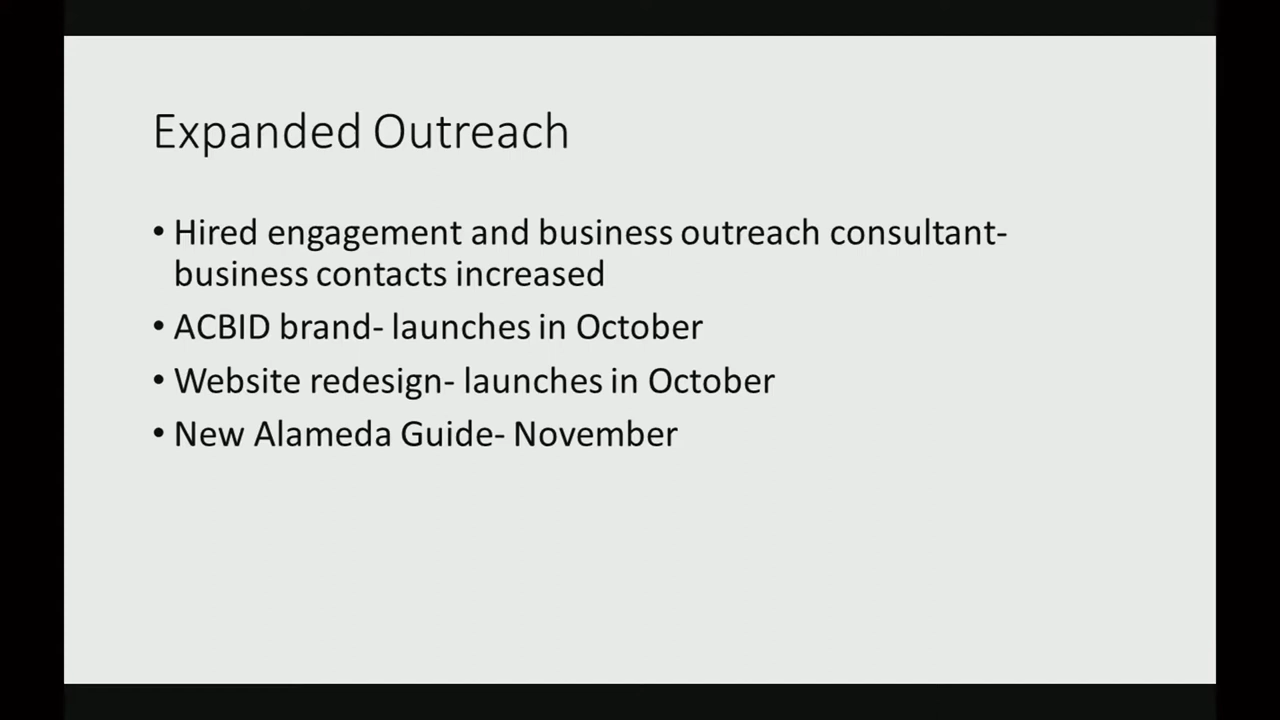 Expanded Outreach
• Hired engagement and business outreach consultant-
business contacts increased
• ACBID brand- launches in October
• Website redesign- launches in October
• New Alameda Guide- November